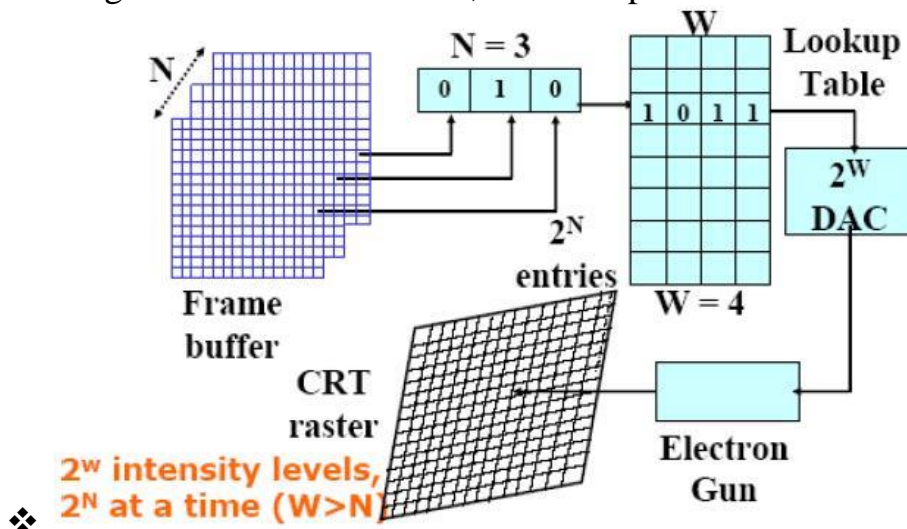 N
N = 3
0 1 0
W
Lookup
Table
1 0 1 1
2^W
DAC
2^N
entries
W = 4
Frame
buffer
CRT
raster
Electron
Gun
2^w intensity levels,
2^N at a time (W>N)
❖